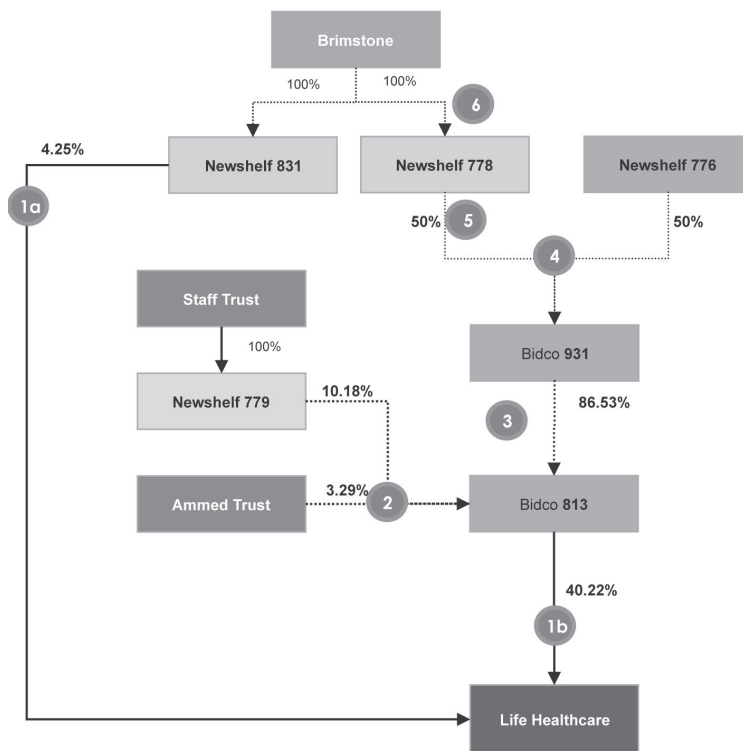 Brimstone
100%
100%
6
4.25%
Newshelf 831
Newshelf 778
Newshelf 776
1a
50%
5
50%
4
Staff Trust
100%
Bidco 931
Newshelf 779
10.18%
86.53%
3
Ammed Trust
3.29%
2
Bidco 813
40.22%
1b
Life Healthcare